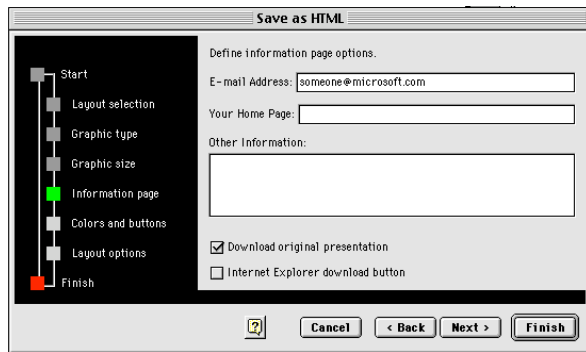 Save as HTML
Start
Layout selection
Graphic type
Graphic size
Information page
Colors and buttons
Layout options
Finish
Define information page options.
E-mail Address: someone@microsoft.com
Your Home Page:
Other Information:
Download original presentation
Internet Explorer download button
? Cancel < Back Next > Finish